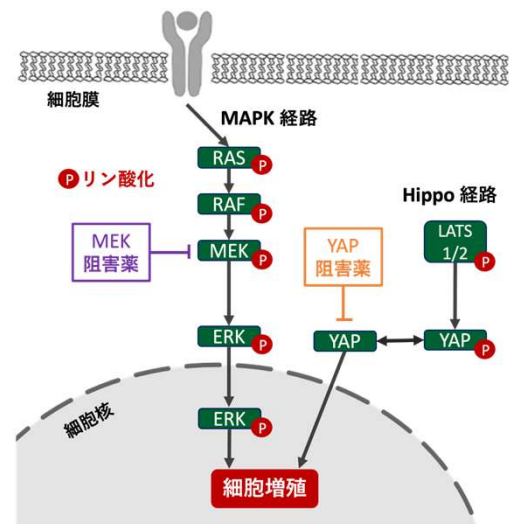 細胞膜
MAPK 経路
RAS
P
P リン酸化
RAF
P
Hippo 経路
MEK
阻害薬
MEK
P
YAP
阻害薬
LATS
1/2
P
ERK
P
YAP
YAP
P
細胞核
ERK
P
細胞増殖